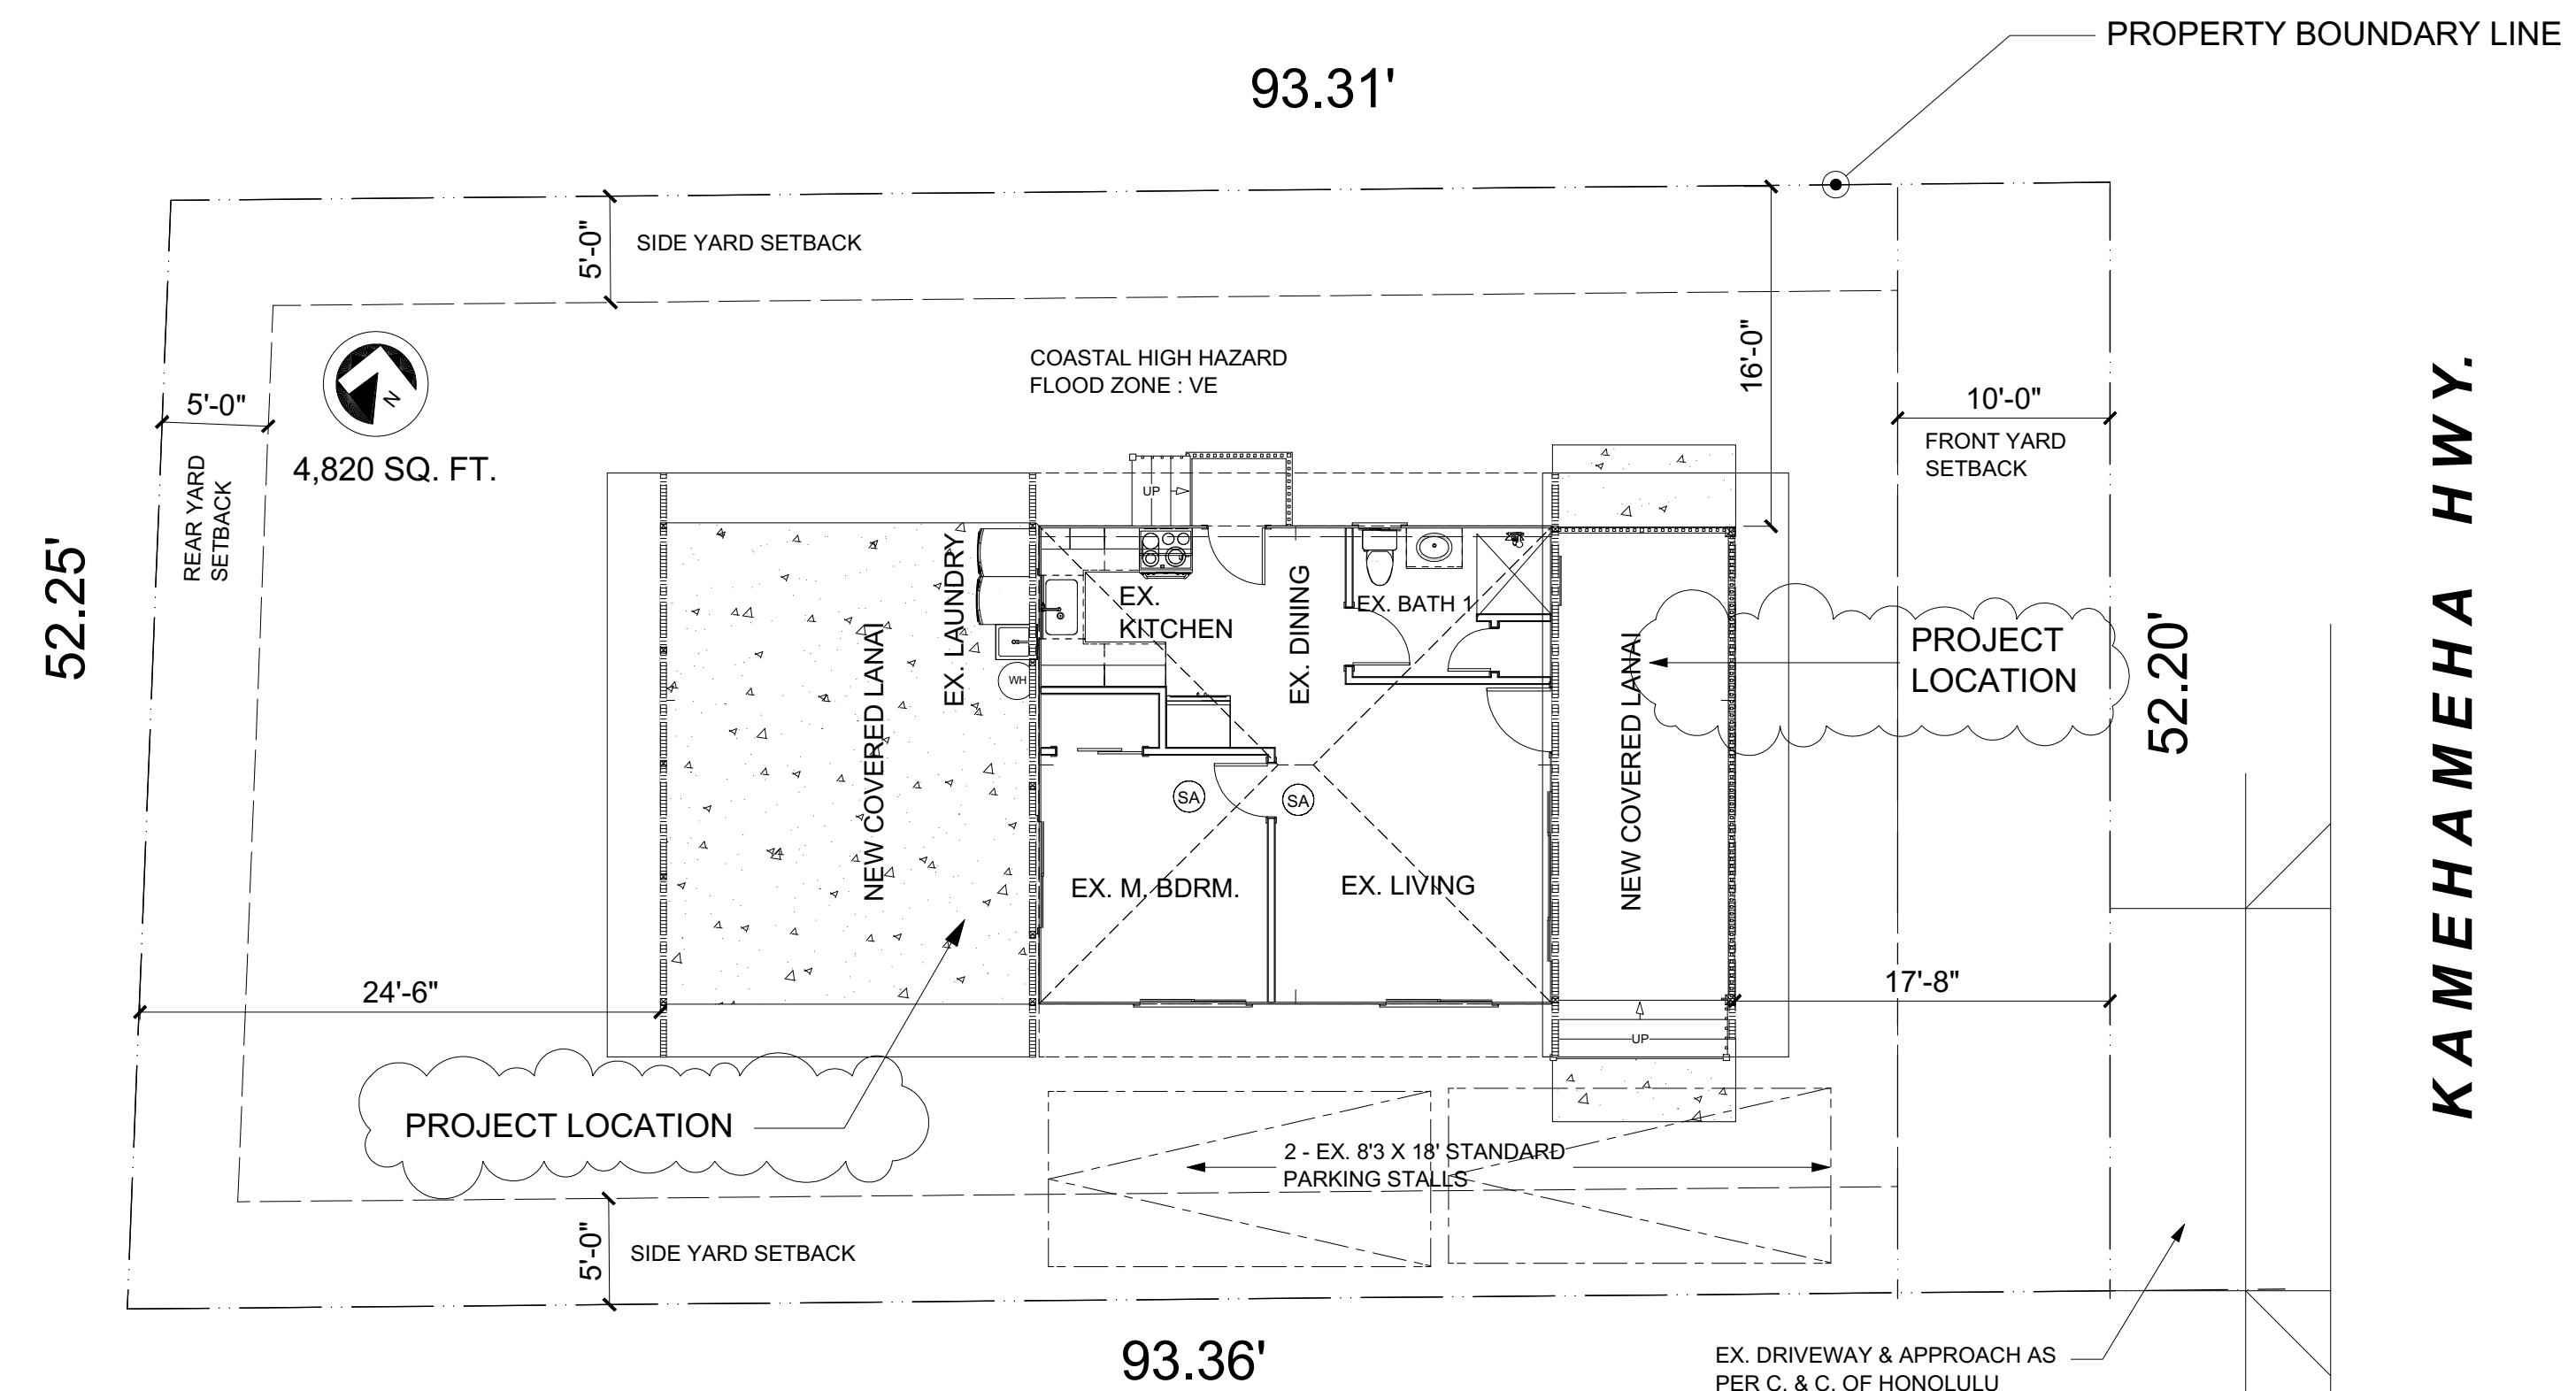 PROPERTY BOUNDARY LINE
93.31'
5'-0"
SIDE YARD SETBACK
COASTAL HIGH HAZARD
FLOOD ZONE : VE
16'-0"
5'-0"
REAR YARD
SETBACK
N
4,820 SQ. FT.
10'-0"
FRONT YARD
SETBACK
52.25'
52.20'
KAMEHAMEHA HWY.
UP
EX. LAUNDRY
WH
EX.
KITCHEN
EX. DINING
EX. BATH 1
NEW COVERED LANAI
NEW COVERED LANAI
PROJECT
LOCATION
SA
SA
EX. M. BDRM.
EX. LIVING
24'-6"
17'-8"
UP
PROJECT LOCATION
2 - EX. 8'3 X 18' STANDARD
PARKING STALLS
5'-0"
SIDE YARD SETBACK
93.36'
EX. DRIVEWAY & APPROACH AS
PER C. & C. OF HONOLULU